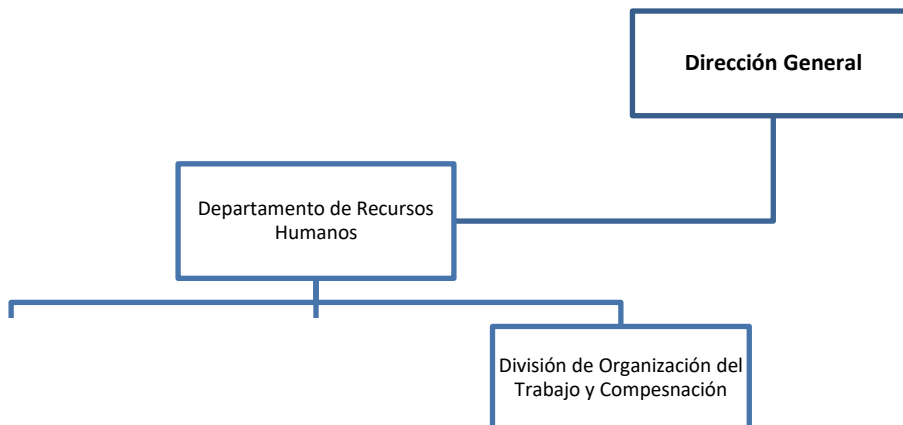 Dirección General
Departamento de Recursos
Humanos
División de Organización del
Trabajo y Compesnación